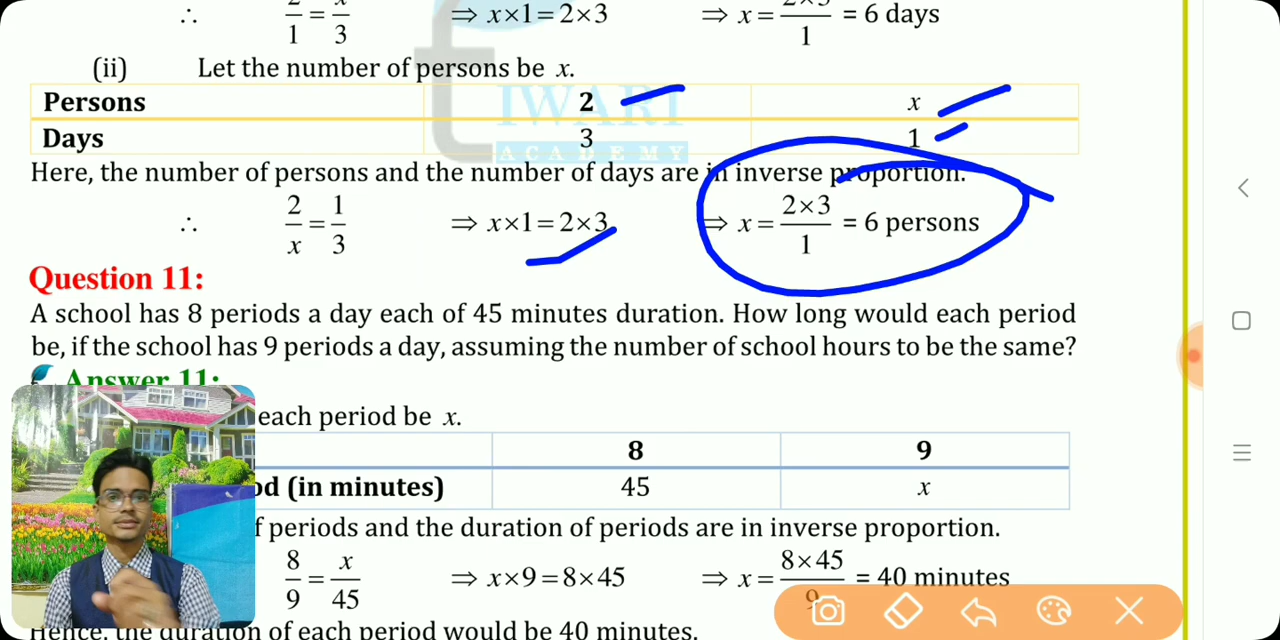 ∴ 2/1 = x/3 ⇒ x×1=2×3 ⇒ x= 2×3/1 = 6 days
(ii) Let the number of persons be x.
Persons 2 x
Days 3 1
IWARI
ACADEMY
Here, the number of persons and the number of days are in inverse proportion.
∴ 2/x = 1/3 ⇒ x×1=2×3 ⇒ x= 2×3/1 = 6 persons
Question 11:
A school has 8 periods a day each of 45 minutes duration. How long would each period
be, if the school has 9 periods a day, assuming the number of school hours to be the same?
Answer 11:
each period be x.
8 9
(in minutes) 45 x
f periods and the duration of periods are in inverse proportion.
8/9 = x/45 ⇒ x×9=8×45 ⇒ x= 8×45/9 = 40 minutes
Hence, the duration of each period would be 40 minutes.